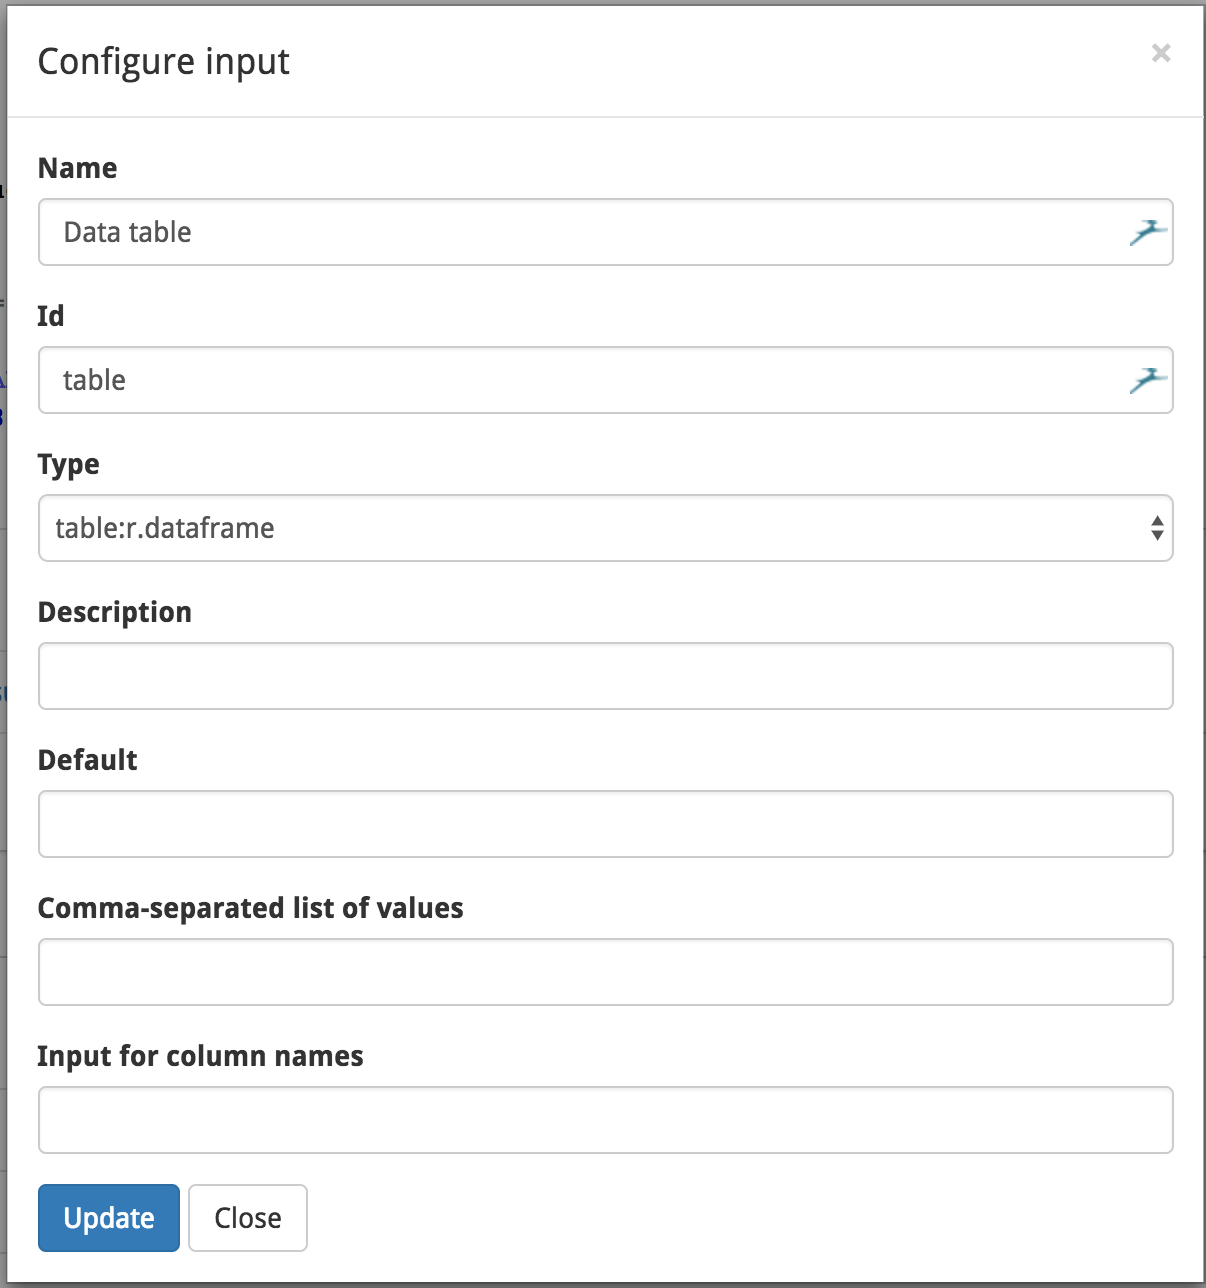 Configure input
×
Name
Data table
Id
table
Type
table:r.dataframe
Description
Default
Comma-separated list of values
Input for column names
Update Close